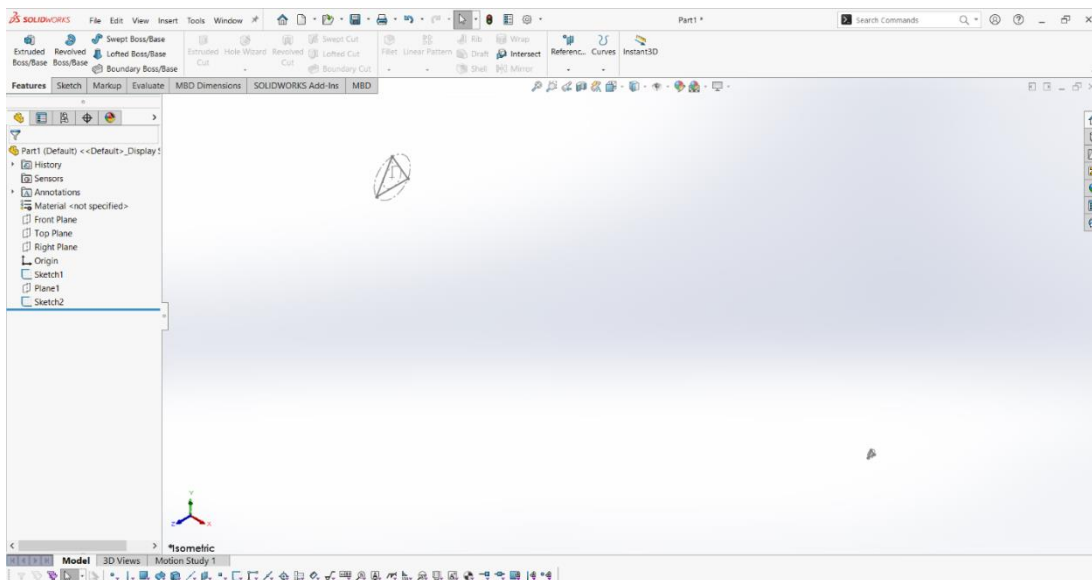 SOLIDWORKS File Edit View Insert Tools Window Part1 * Search Commands
Extruded Boss/Base Revolved Boss/Base Swept Boss/Base Lofted Boss/Base Boundary Boss/Base Extruded Cut Hole Wizard Revolved Cut Swept Cut Lofted Cut Boundary Cut Fillet Linear Pattern Rib Draft Shell Wrap Intersect Mirror Referenc... Curves Instant3D
Features Sketch Markup Evaluate MBD Dimensions SOLIDWORKS Add-Ins MBD
Part1 (Default) <<Default>_Display S
History
Sensors
Annotations
Material <not specified>
Front Plane
Top Plane
Right Plane
Origin
Sketch1
Plane1
Sketch2
Y
Z X
*Isometric
Model 3D Views Motion Study 1